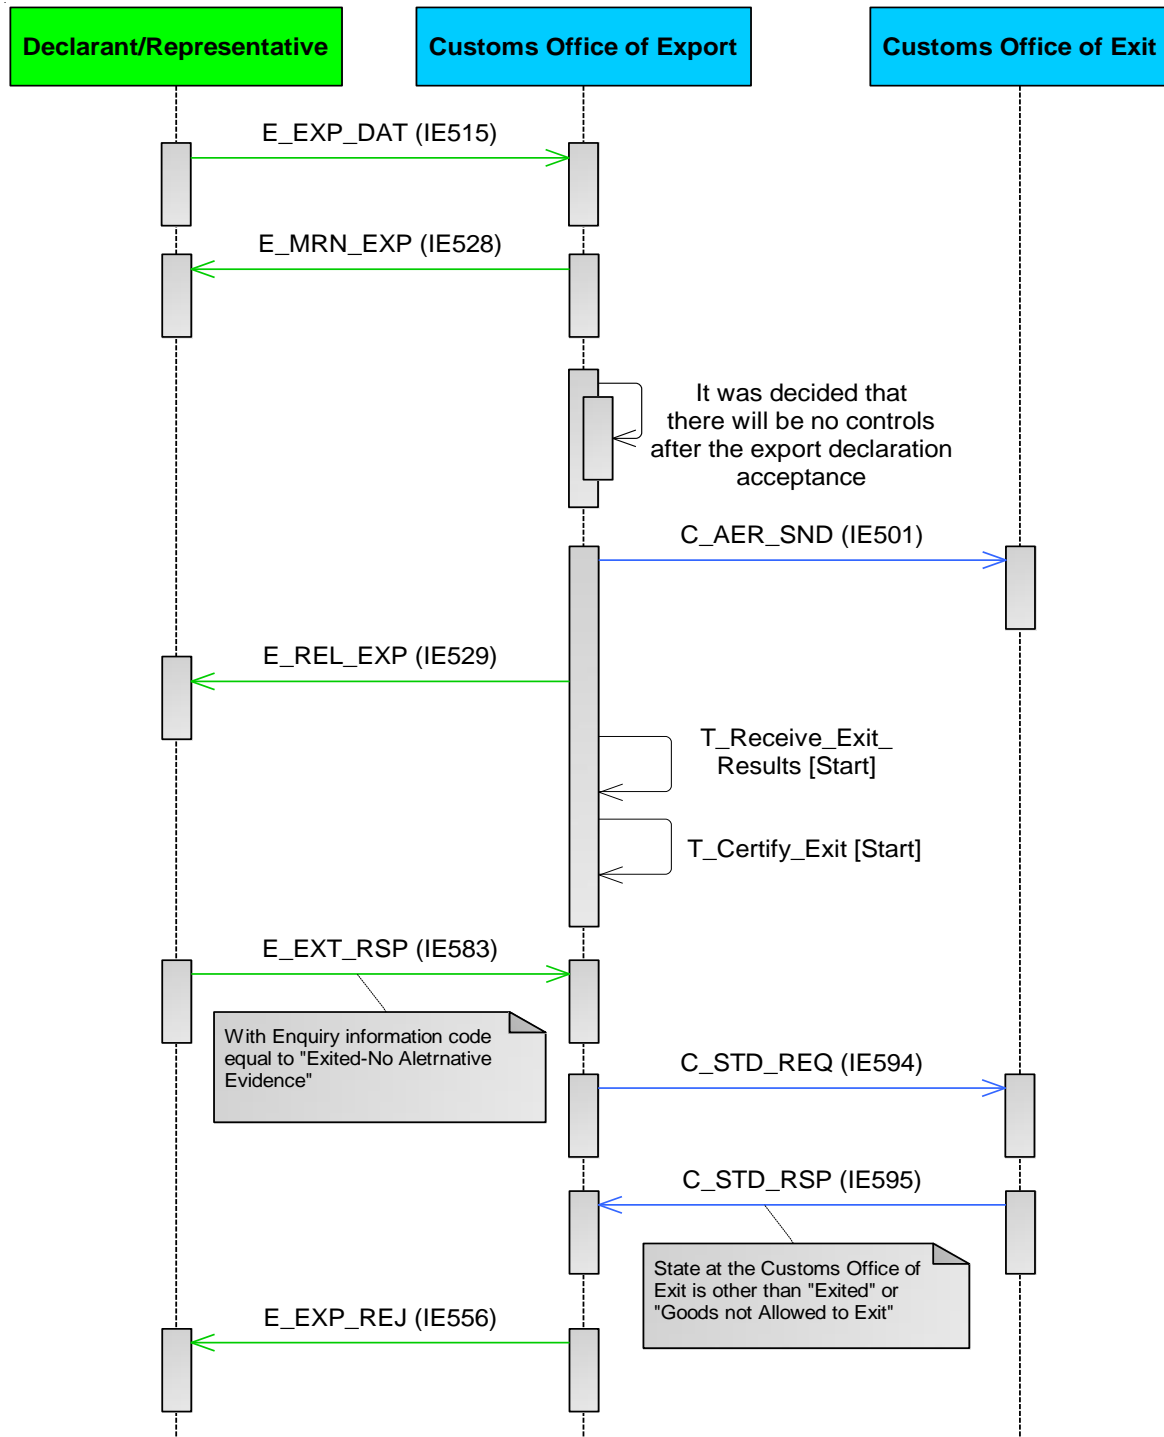 Declarant/Representative
Customs Office of Export
Customs Office of Exit
E_EXP_DAT (IE515)
E_MRN_EXP (IE528)
It was decided that
there will be no controls
after the export declaration
acceptance
C_AER_SND (IE501)
E_REL_EXP (IE529)
T_Receive_Exit_
Results [Start]
T_Certify_Exit [Start]
E_EXT_RSP (IE583)
With Enquiry information code
equal to "Exited-No Aletrnative
Evidence"
C_STD_REQ (IE594)
C_STD_RSP (IE595)
State at the Customs Office of
Exit is other than "Exited" or
"Goods not Allowed to Exit"
E_EXP_REJ (IE556)